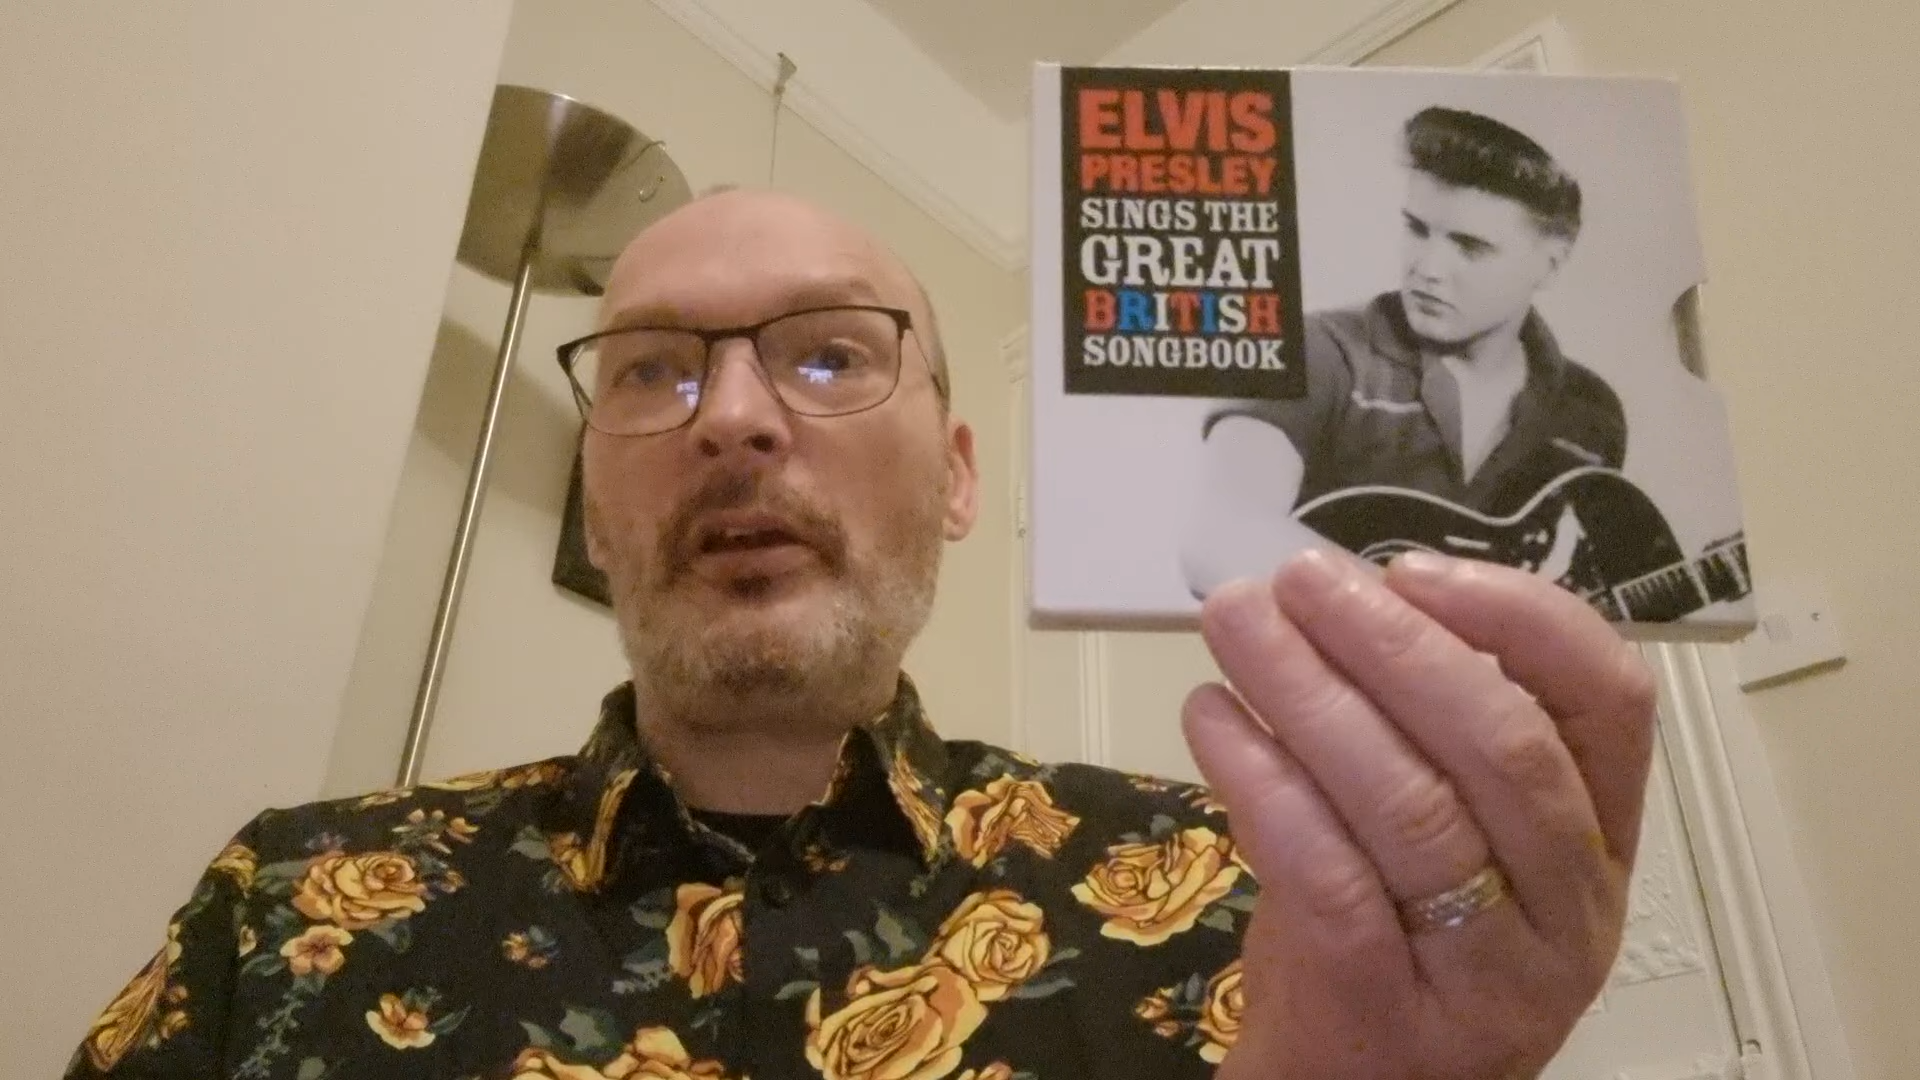 ELVIS
PRESLEY
SINGS THE
GREAT
BRITISH
SONGBOOK